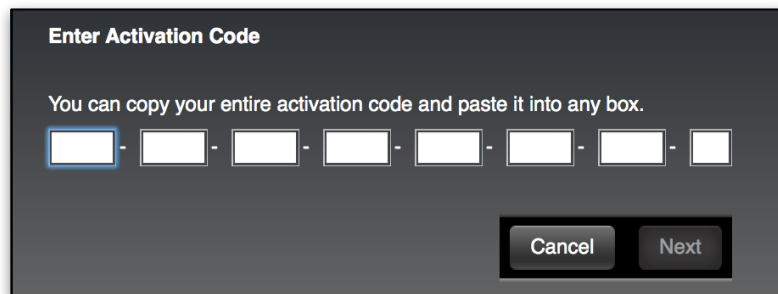 Enter Activation Code
You can copy your entire activation code and paste it into any box.
- - - - - - -
Cancel Next